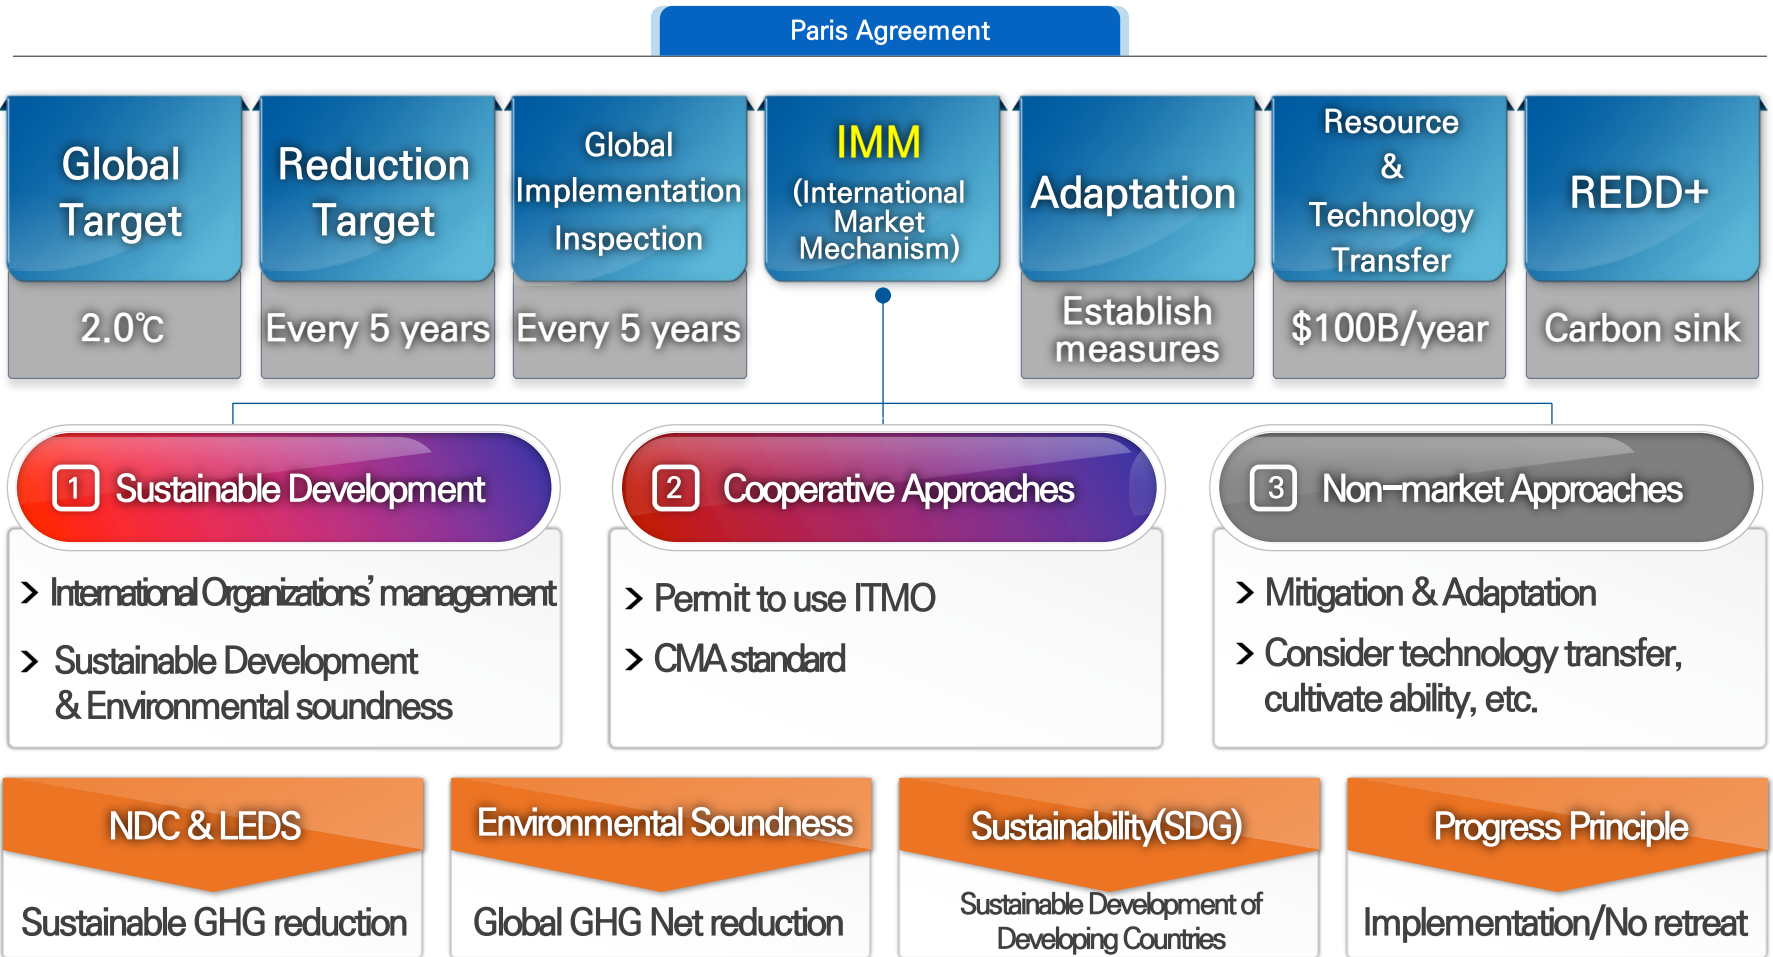 Paris Agreement
Global
Target
2.0℃
Reduction
Target
Every 5 years
Global
Implementation
Inspection
Every 5 years
IMM
(International
Market
Mechanism)
Adaptation
Establish
measures
Resource
&
Technology
Transfer
$100B/year
REDD+
Carbon sink
1 Sustainable Development
International Organizations’ management
Sustainable Development
& Environmental soundness
2 Cooperative Approaches
Permit to use ITMO
CMA standard
3 Non-market Approaches
Mitigation & Adaptation
Consider technology transfer,
cultivate ability, etc.
NDC & LEDS
Sustainable GHG reduction
Environmental Soundness
Global GHG Net reduction
Sustainability(SDG)
Sustainable Development of
Developing Countries
Progress Principle
Implementation/No retreat